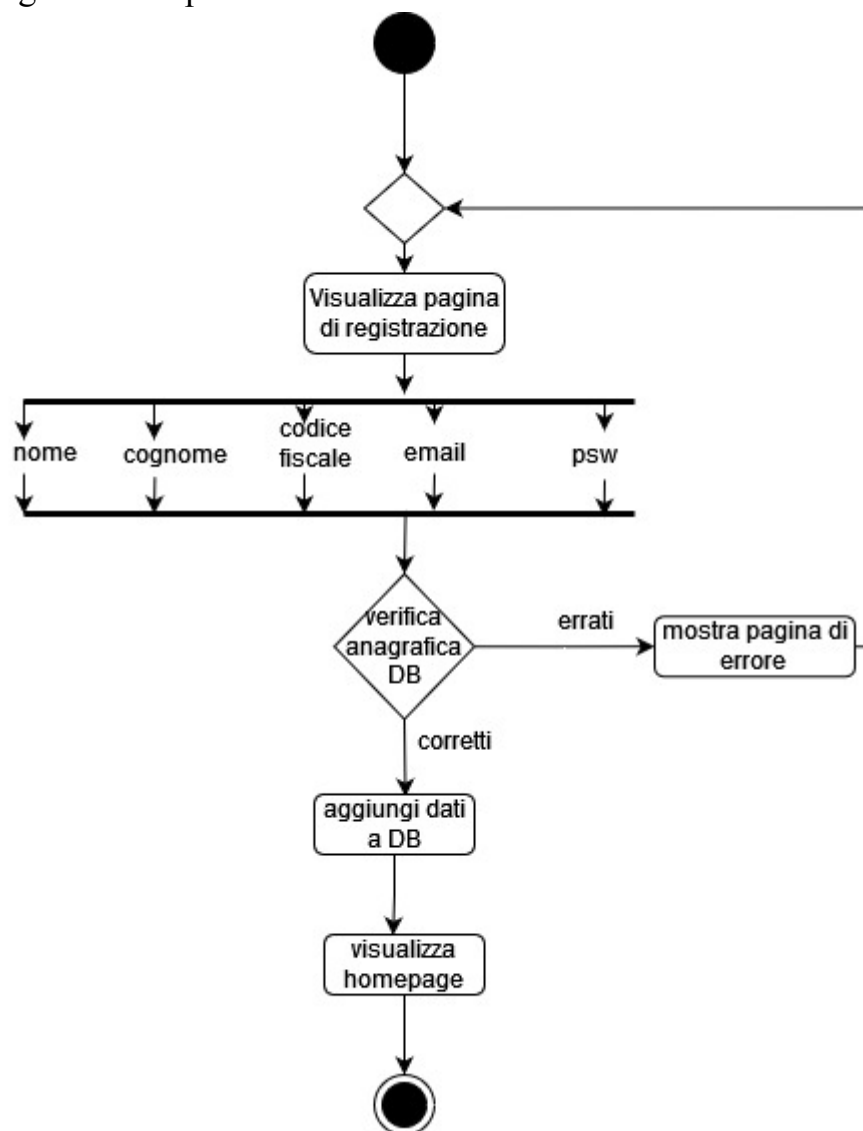 Visualizza pagina
di registrazione
nome
cognome
codice
fiscale
email
psw
verifica
anagrafica
DB
errati
mostra pagina di
errore
corretti
aggiungi dati
a DB
visualizza
homepage